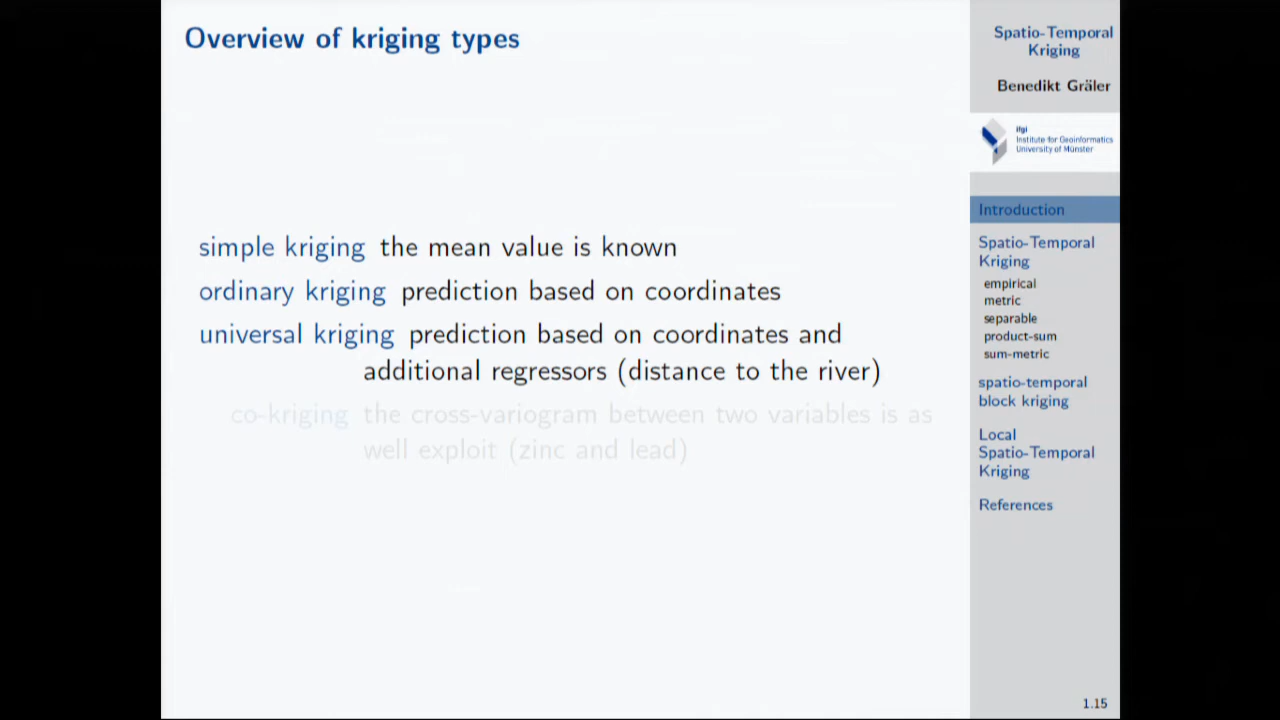 Overview of kriging types
simple kriging the mean value is known
ordinary kriging prediction based on coordinates
universal kriging prediction based on coordinates and
additional regressors (distance to the river)
co-kriging the cross-variogram between two variables is as
well exploit (zinc and lead)
Spatio-Temporal
Kriging
Benedikt Gräler
ifgi
Institute for Geoinformatics
University of Münster
Introduction
Spatio-Temporal
Kriging
empirical
metric
separable
product-sum
sum-metric
spatio-temporal
block kriging
Local
Spatio-Temporal
Kriging
References
1.15